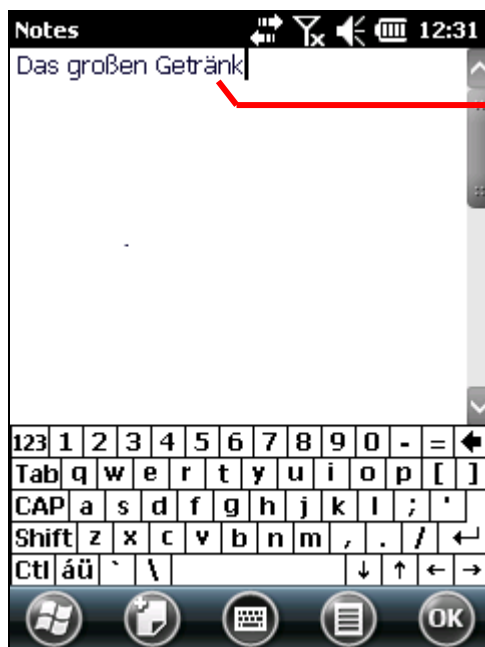 Notes 12:31
Das großen Getränk
123 1 2 3 4 5 6 7 8 9 0 - =
Tab q w e r t y u i o p [ ]
CAP a s d f g h j k l ; '
Shift z x c v b n m , . /
Ctl áü ` \
OK